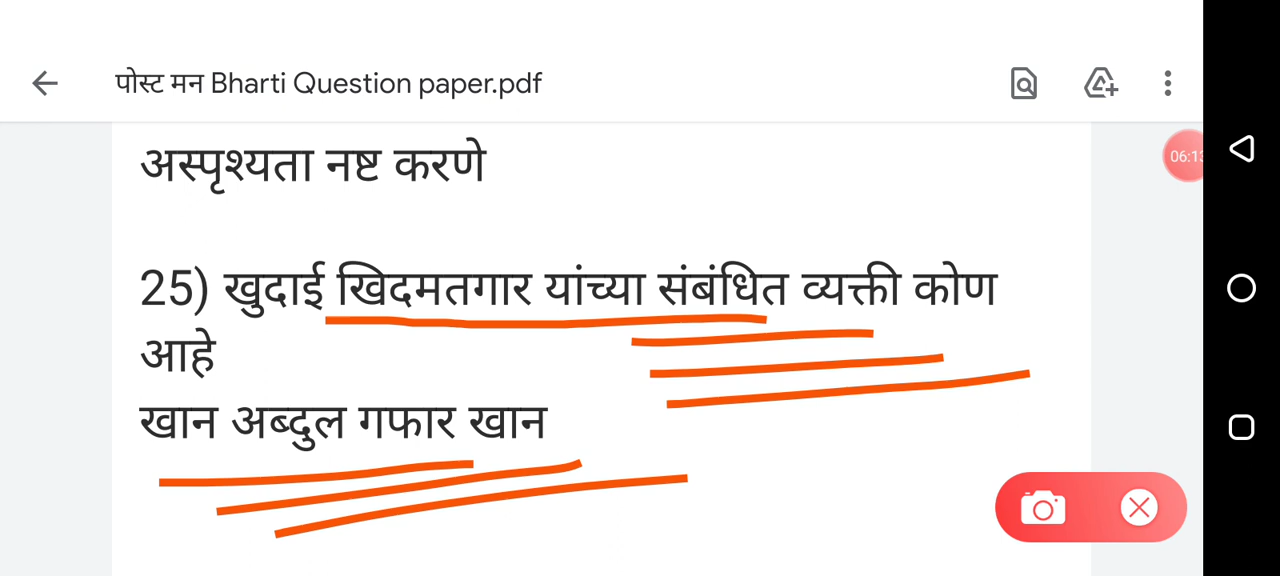 पोस्ट मन Bharti Question paper.pdf
अस्पृश्यता नष्ट करणे
06:13
25) खुदाई खिदमतगार यांच्या संबंधित व्यक्ती कोण
आहे
खान अब्दुल गफार खान